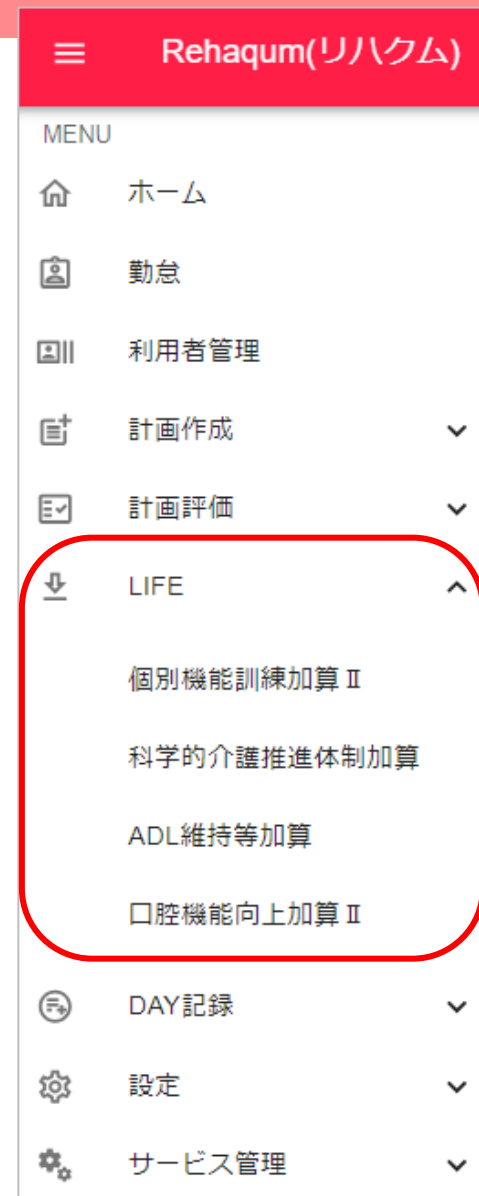 Rehaqum(リハクム)
MENU
ホーム
勤怠
利用者管理
計画作成
計画評価
LIFE
個別機能訓練加算Ⅱ
科学的介護推進体制加算
ADL維持等加算
口腔機能向上加算Ⅱ
DAY記録
設定
サービス管理